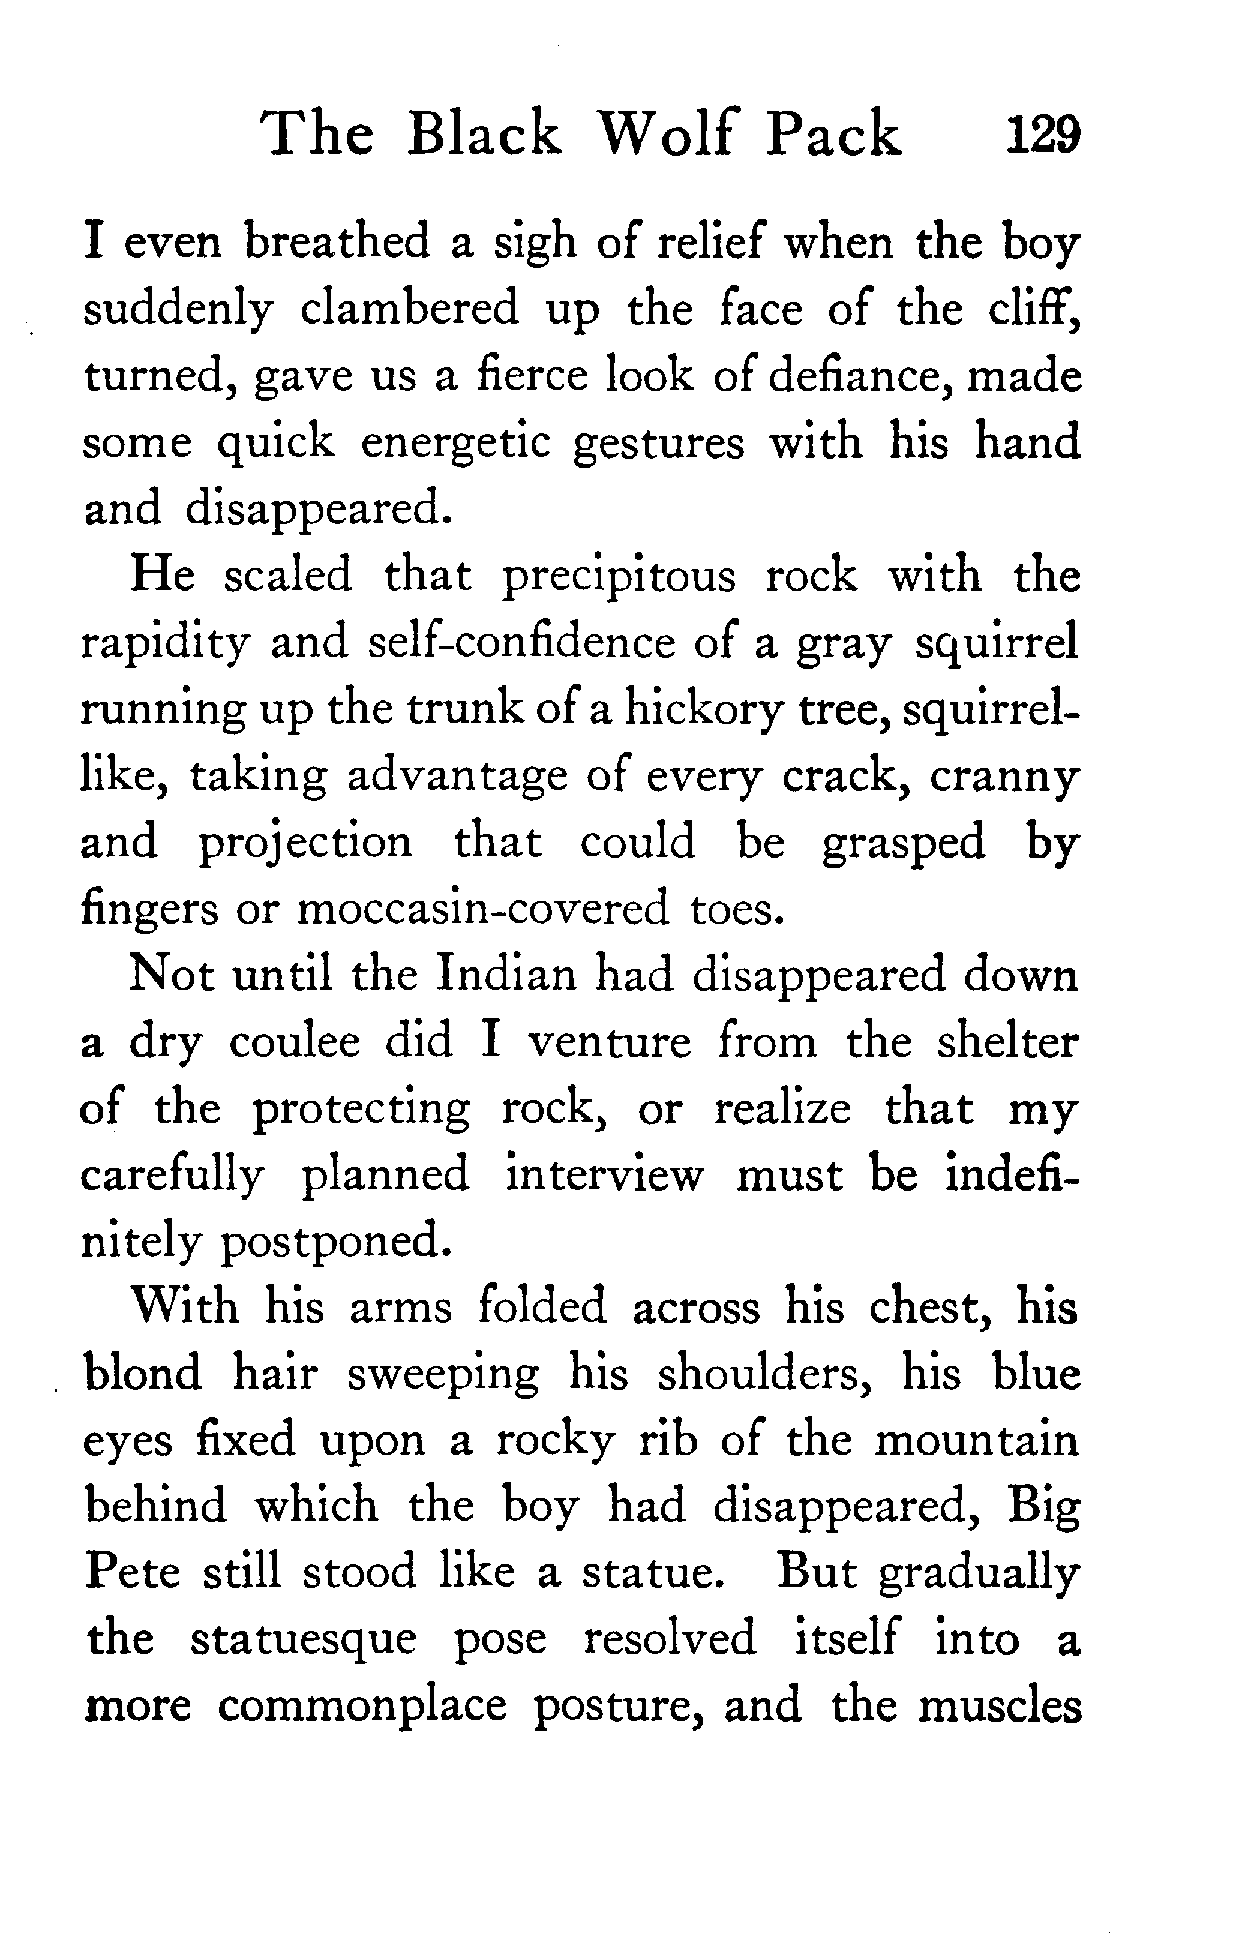 The Black Wolf Pack 129
I even breathed a sigh of relief when the boy
suddenly clambered up the face of the cliff,
turned, gave us a fierce look of defiance, made
some quick energetic gestures with his hand
and disappeared.
He scaled that precipitous rock with the
rapidity and self-confidence of a gray squirrel
running up the trunk of a hickory tree, squirrel-
like, taking advantage of every crack, cranny
and projection that could be grasped by
fingers or moccasin-covered toes.
Not until the Indian had disappeared down
a dry coulee did I venture from the shelter
of the protecting rock, or realize that my
carefully planned interview must be indefi-
nitely postponed.
With his arms folded across his chest, his
blond hair sweeping his shoulders, his blue
eyes fixed upon a rocky rib of the mountain
behind which the boy had disappeared, Big
Pete still stood like a statue. But gradually
the statuesque pose resolved itself into a
more commonplace posture, and the muscles